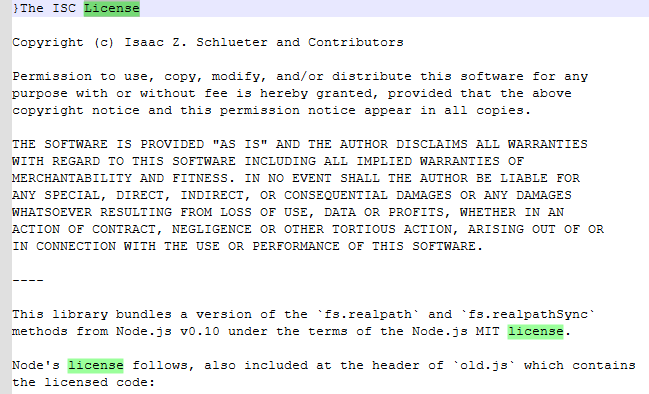 }The ISC License
Copyright (c) Isaac Z. Schlueter and Contributors
Permission to use, copy, modify, and/or distribute this software for any
purpose with or without fee is hereby granted, provided that the above
copyright notice and this permission notice appear in all copies.
THE SOFTWARE IS PROVIDED "AS IS" AND THE AUTHOR DISCLAIMS ALL WARRANTIES
WITH REGARD TO THIS SOFTWARE INCLUDING ALL IMPLIED WARRANTIES OF
MERCHANTABILITY AND FITNESS. IN NO EVENT SHALL THE AUTHOR BE LIABLE FOR
ANY SPECIAL, DIRECT, INDIRECT, OR CONSEQUENTIAL DAMAGES OR ANY DAMAGES
WHATSOEVER RESULTING FROM LOSS OF USE, DATA OR PROFITS, WHETHER IN AN
ACTION OF CONTRACT, NEGLIGENCE OR OTHER TORTIOUS ACTION, ARISING OUT OF OR
IN CONNECTION WITH THE USE OR PERFORMANCE OF THIS SOFTWARE.
----
This library bundles a version of the `fs.realpath` and `fs.realpathSync`
methods from Node.js v0.10 under the terms of the Node.js MIT license.
Node's license follows, also included at the header of `old.js` which contains
the licensed code: